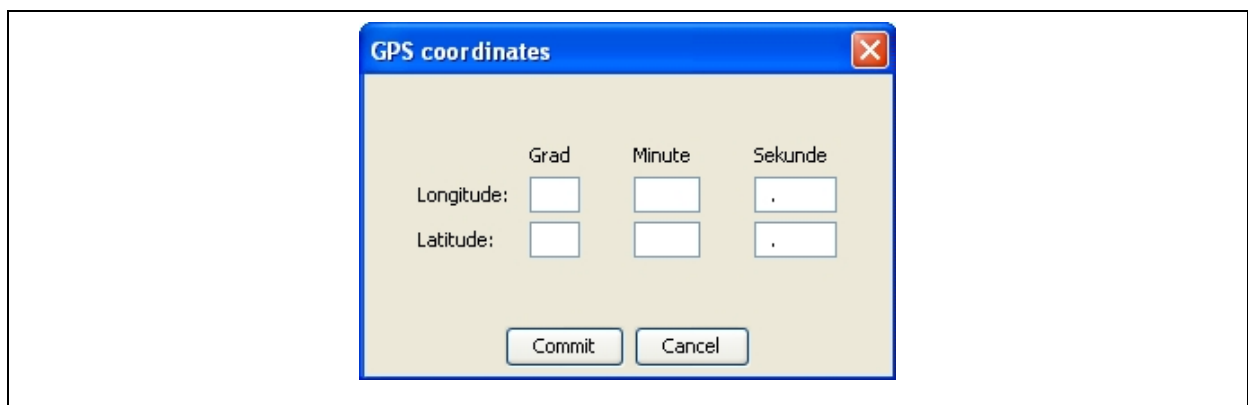 GPS coordinates
Grad Minute Sekunde
Longitude: .
Latitude: .
Commit Cancel